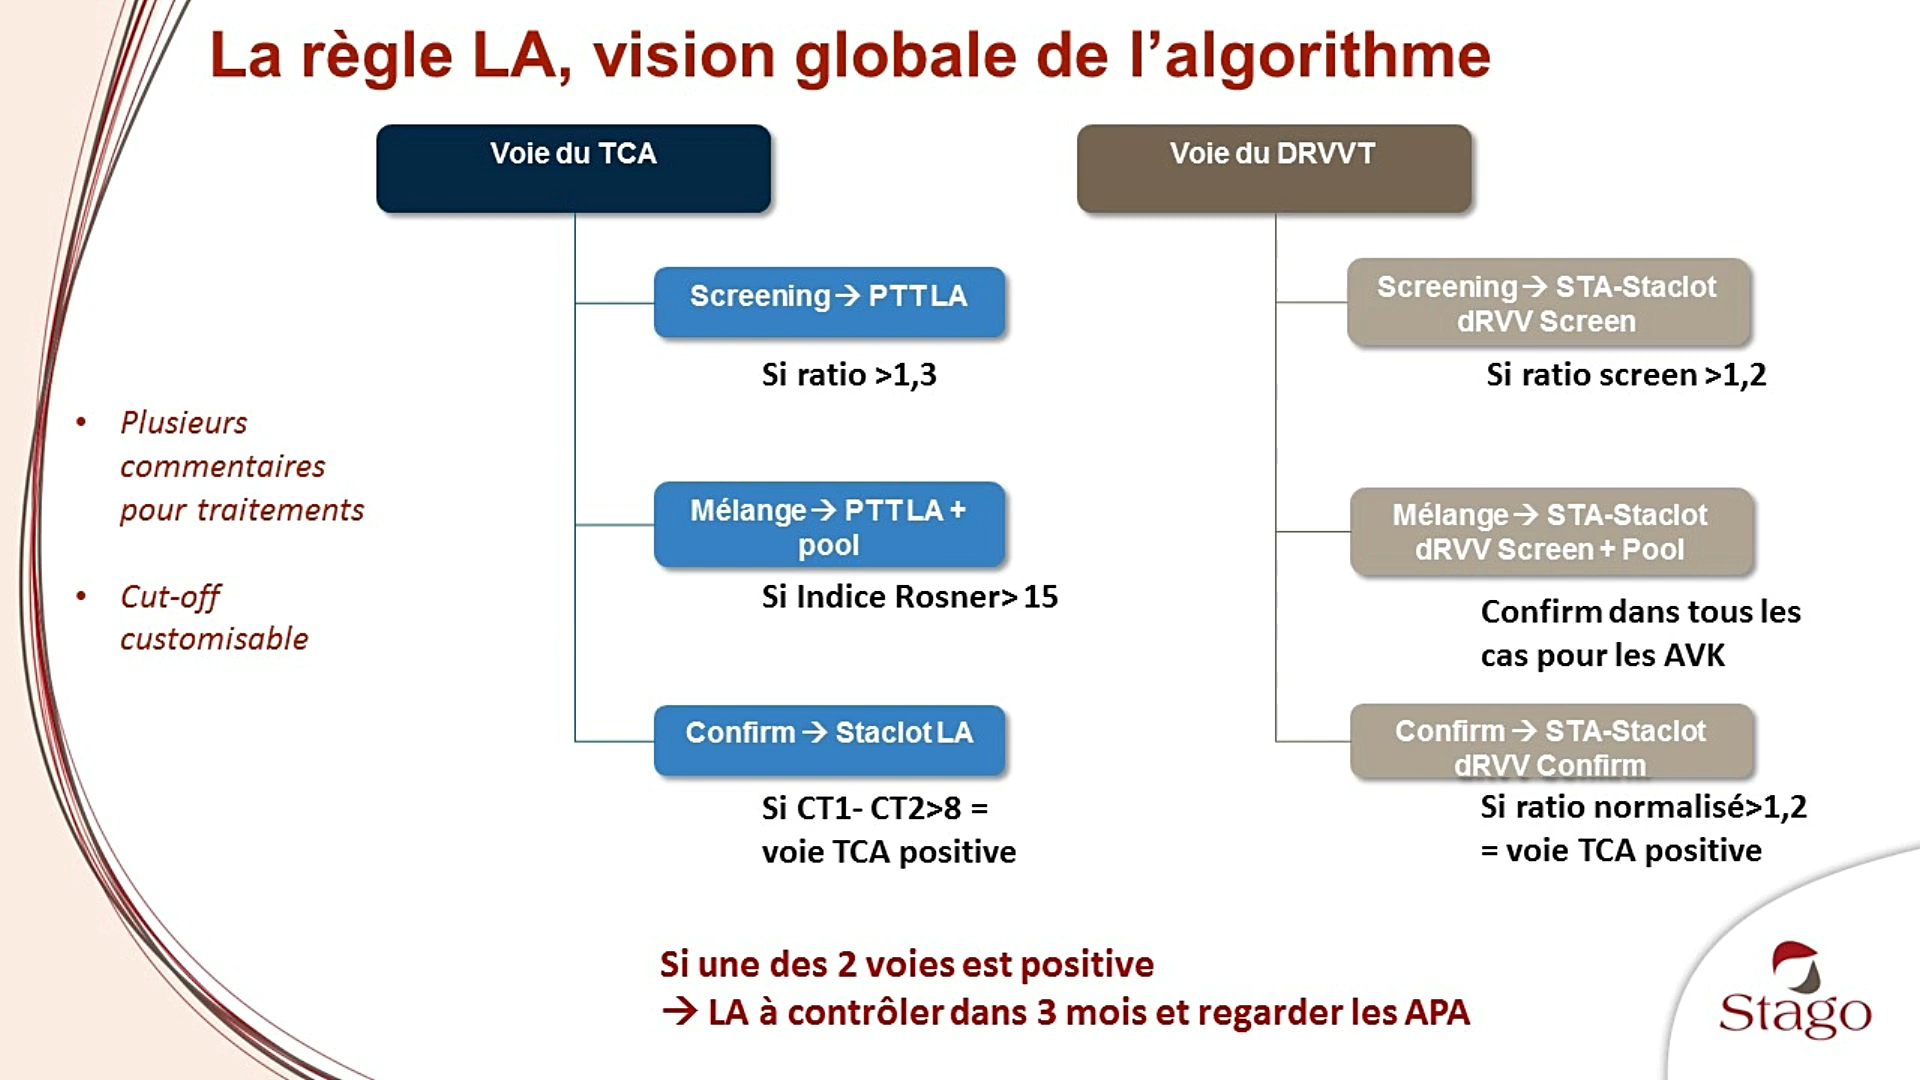 La règle LA, vision globale de l’algorithme
Voie du TCA
Screening→ PTTLA
Si ratio >1,3
Mélange→ PTTLA +
pool
Si Indice Rosner> 15
Confirm → Staclot LA
Si CT1- CT2>8 =
voie TCA positive
Voie du DRVVT
Screening→ STA-Staclot
dRVV Screen
Si ratio screen >1,2
Mélange→ STA-Staclot
dRVV Screen + Pool
Confirm dans tous les
cas pour les AVK
Confirm → STA-Staclot
dRVV Confirm
Si ratio normalisé>1,2
= voie TCA positive
• Plusieurs
commentaires
pour traitements
• Cut-off
customisable
Si une des 2 voies est positive
→ LA à contrôler dans 3 mois et regarder les APA
Stago